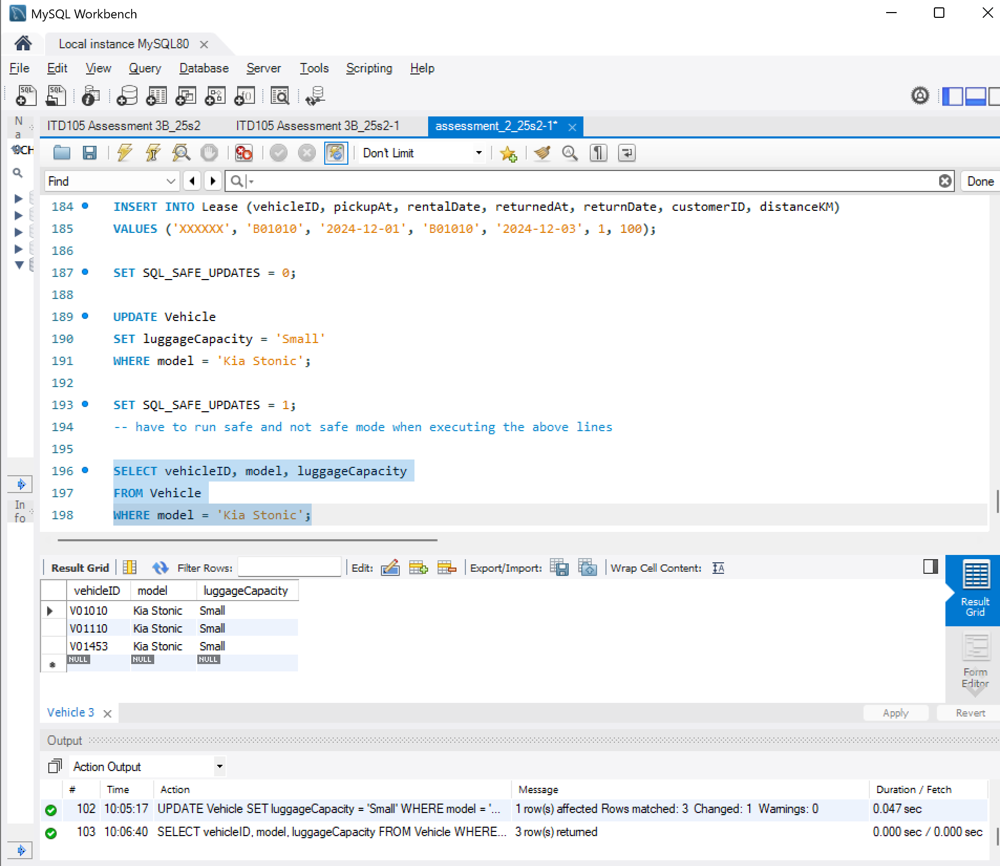 MySQL Workbench
Local instance MySQL80
File Edit View Query Database Server Tools Scripting Help
Na
SCH
ITD105 Assessment 3B_25s2 ITD105 Assessment 3B_25s2-1 assessment_2_25s2-1*
Don't Limit
Find Done
184 INSERT INTO Lease (vehicleID, pickupAt, rentalDate, returnedAt, returnDate, customerID, distanceKM)
185 VALUES ('XXXXXX', 'B01010', '2024-12-01', 'B01010', '2024-12-03', 1, 100);
186
187 SET SQL_SAFE_UPDATES = 0;
188
189 UPDATE Vehicle
190 SET luggageCapacity = 'Small'
191 WHERE model = 'Kia Stonic';
192
193 SET SQL_SAFE_UPDATES = 1;
194 -- have to run safe and not safe mode when executing the above lines
195
196 SELECT vehicleID, model, luggageCapacity
197 FROM Vehicle
198 WHERE model = 'Kia Stonic';
Info
Result Grid Filter Rows: Edit: Export/Import: Wrap Cell Content:
vehicleID model luggageCapacity
V01010 Kia Stonic Small
V01110 Kia Stonic Small
V01453 Kia Stonic Small
NULL NULL NULL
Result Grid
Form Editor
Vehicle 3 Apply Revert
Output
Action Output
# Time Action Message Duration / Fetch
102 10:05:17 UPDATE Vehicle SET luggageCapacity = 'Small' WHERE model = '... 1 row(s) affected Rows matched: 3 Changed: 1 Warnings: 0 0.047 sec
103 10:06:40 SELECT vehicleID, model, luggageCapacity FROM Vehicle WHERE... 3 row(s) returned 0.000 sec / 0.000 sec